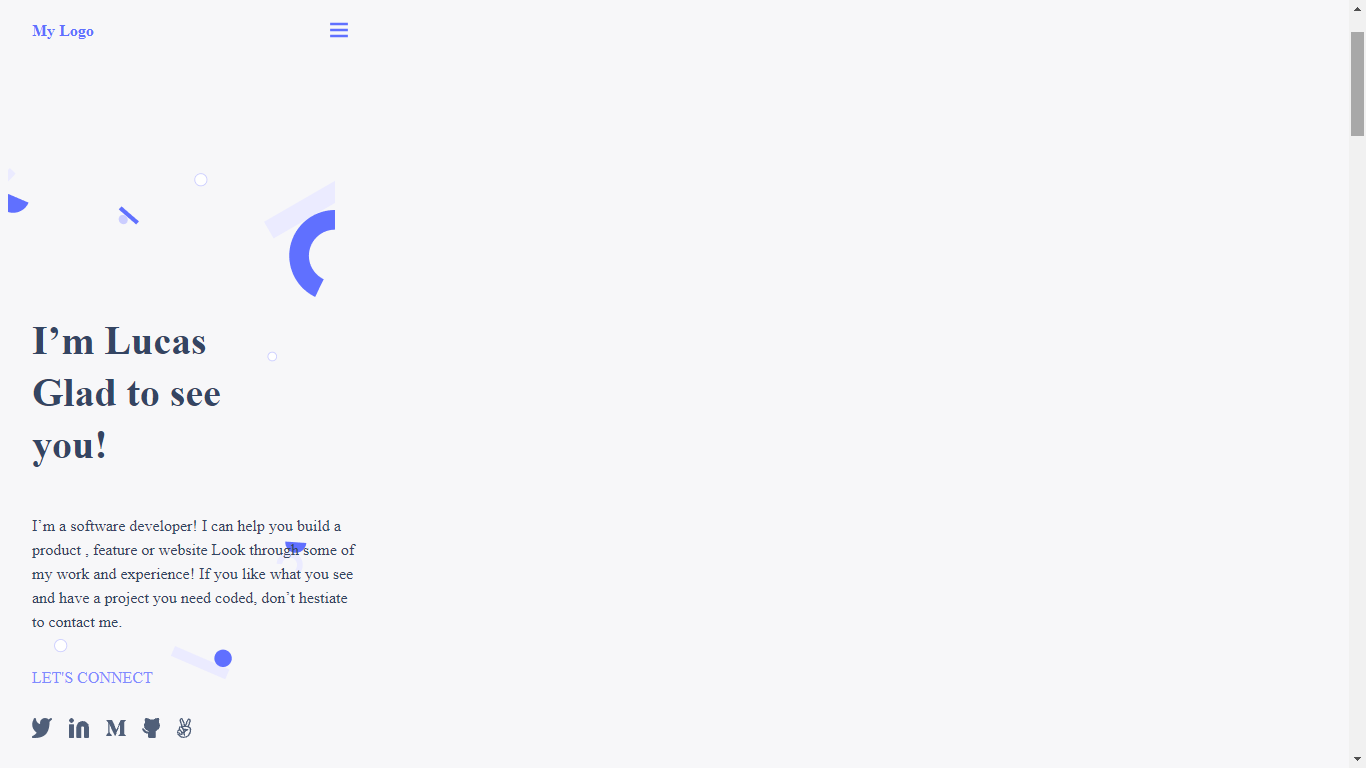 My Logo
I’m Lucas
Glad to see
you!
I’m a software developer! I can help you build a
product , feature or website Look through some of
my work and experience! If you like what you see
and have a project you need coded, don’t hestiate
to contact me.
LET'S CONNECT